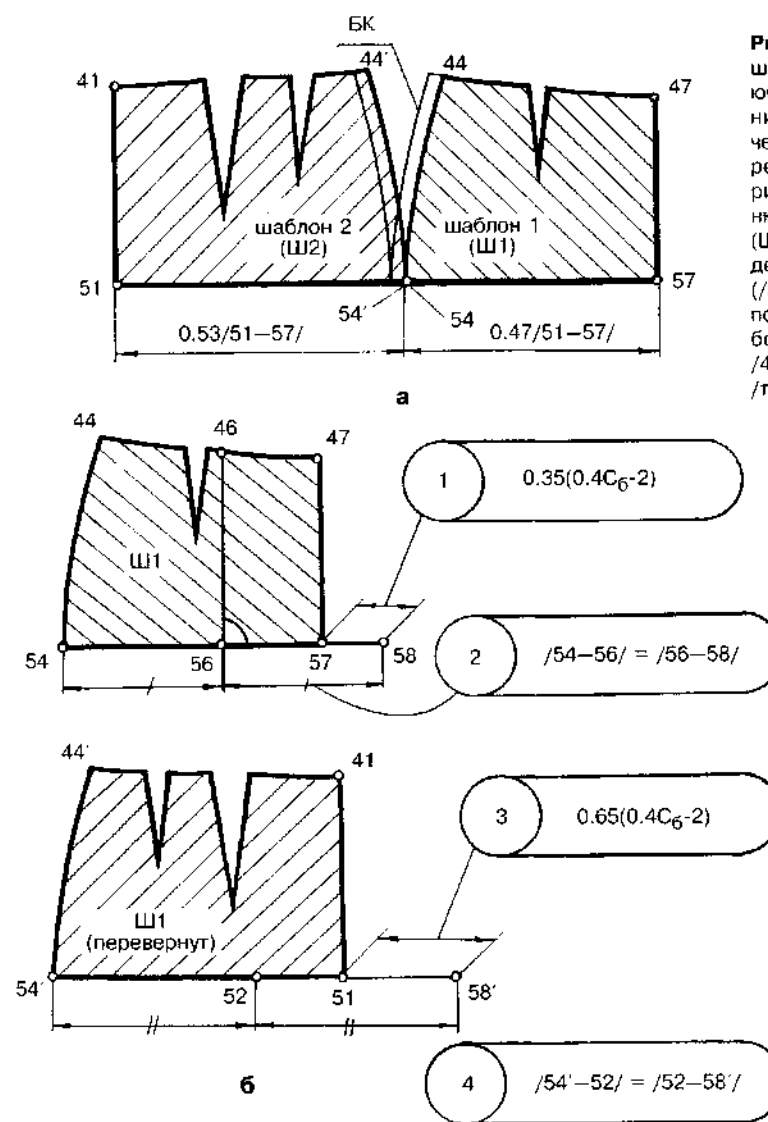 БК
41
44'
44
47
шаблон 2
(Ш2)
шаблон 1
(Ш1)
51
54'
54
57
0.53/51–57/
0.47/51–57/
а
44
46
47
1
0.35(0.4Сб-2)
Ш1
54
56
57
58
2
/54–56/ = /56–58/
44'
41
3
0.65(0.4Сб-2)
Ш1
(перевернут)
54'
52
51
58'
б
4
/54'–52/ = /52–58'/